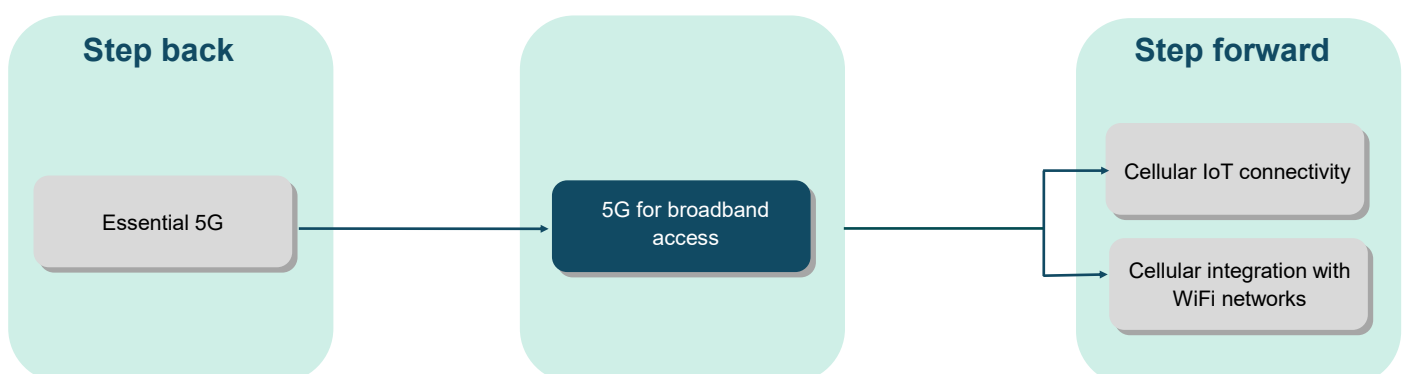 Step back
Step forward
Essential 5G
5G for broadband
access
Cellular IoT connectivity
Cellular integration with
WiFi networks